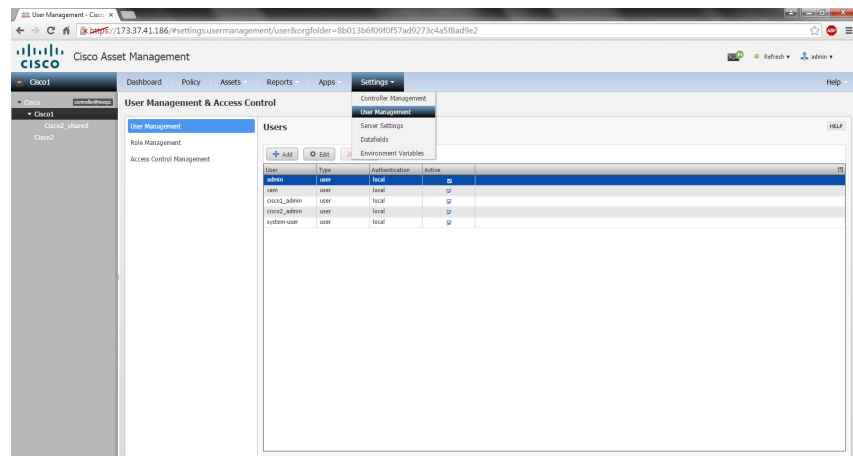 User Management - Cisco
https://173.37.41.186/#settings.usermanagement/user&orgfolder=8b013b6f09f0f57ad9273c4a5f8ad9e2
CISCO Cisco Asset Management Refresh admin
Cisco1 Dashboard Policy Assets Reports Apps Settings Help
Cisco
Cisco1
Cisco2_shared
Cisco2
User Management & Access Control
User Management
Role Management
Access Control Management
Controller Management
User Management
Server Settings
Datafields
Environment Variables
Users HELP
Add Edit
User Type Authentication Active
admin user local
cem user local
cisco1_admin user local
cisco2_admin user local
system-user user local